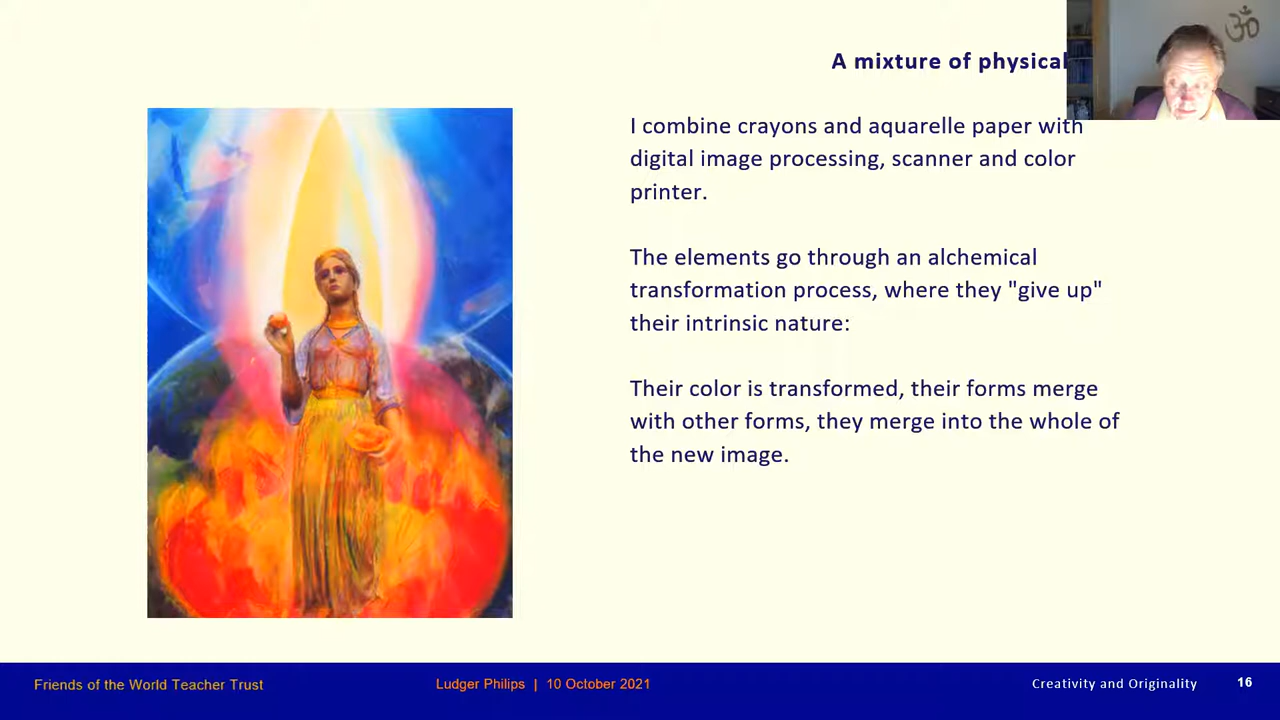 A mixture of physical
I combine crayons and aquarelle paper with
digital image processing, scanner and color
printer.
The elements go through an alchemical
transformation process, where they "give up"
their intrinsic nature:
Their color is transformed, their forms merge
with other forms, they merge into the whole of
the new image.
Friends of the World Teacher Trust
Ludger Philips | 10 October 2021
Creativity and Originality
16
ॐ